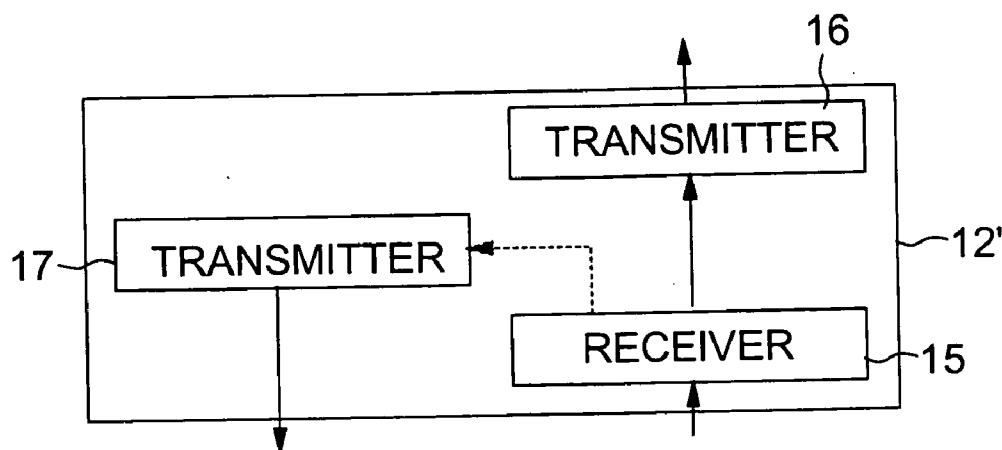 16
TRANSMITTER
17
TRANSMITTER
12'
RECEIVER
15